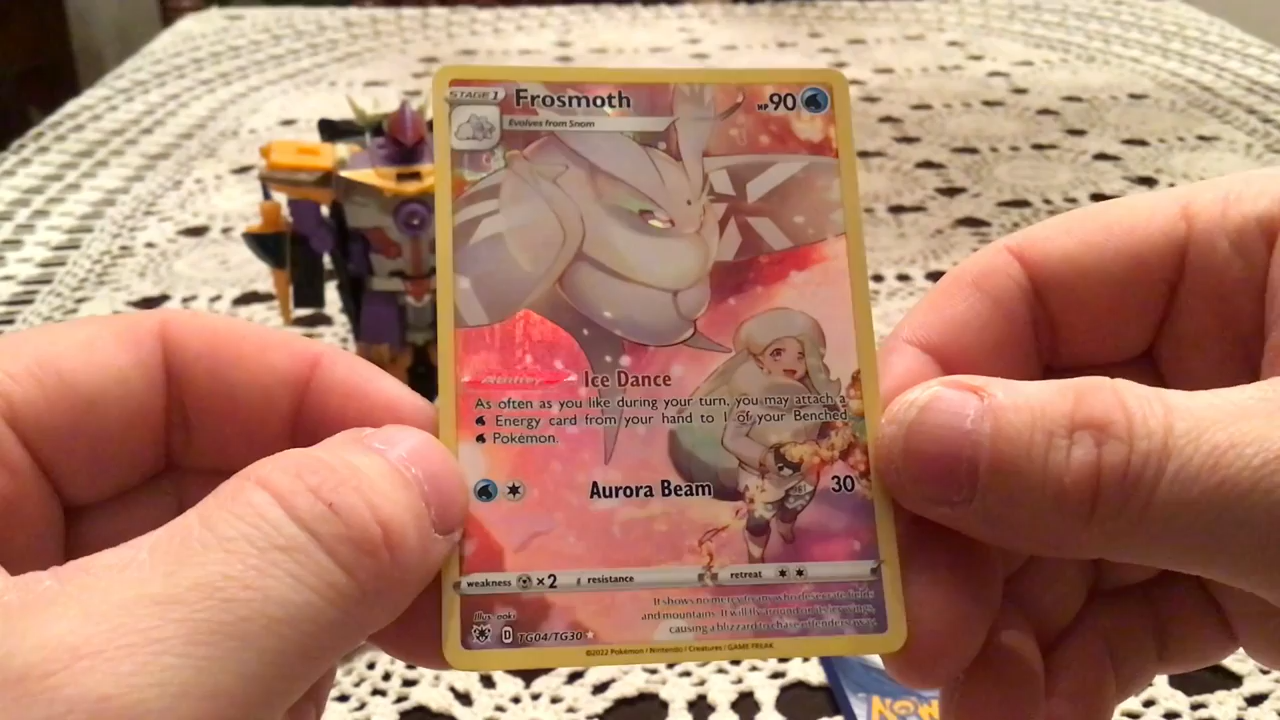 STAGE 1 Frosmoth HP 90
Evolves from Snom
Ability Ice Dance
As often as you like during your turn, you may attach a
Energy card from your hand to 1 of your Benched
Pokémon.
Aurora Beam 30
weakness ×2 resistance retreat
It shows no mercy to any who desecrate fields
and mountains. It will fly around on its icy wings,
causing a blizzard to chase offenders away.
Illus. ooki
D TG04/TG30
©2022 Pokémon / Nintendo / Creatures / GAME FREAK
NOW